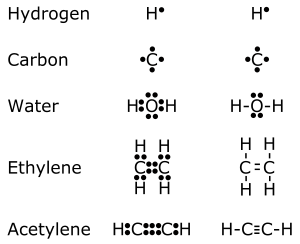 Hydrogen H• H•
Carbon •C• •C•
Water H:O:H H-O-H
H H H H
Ethylene C::C C=C
H H H H
Acetylene H:C:::C:H H-C≡C-H